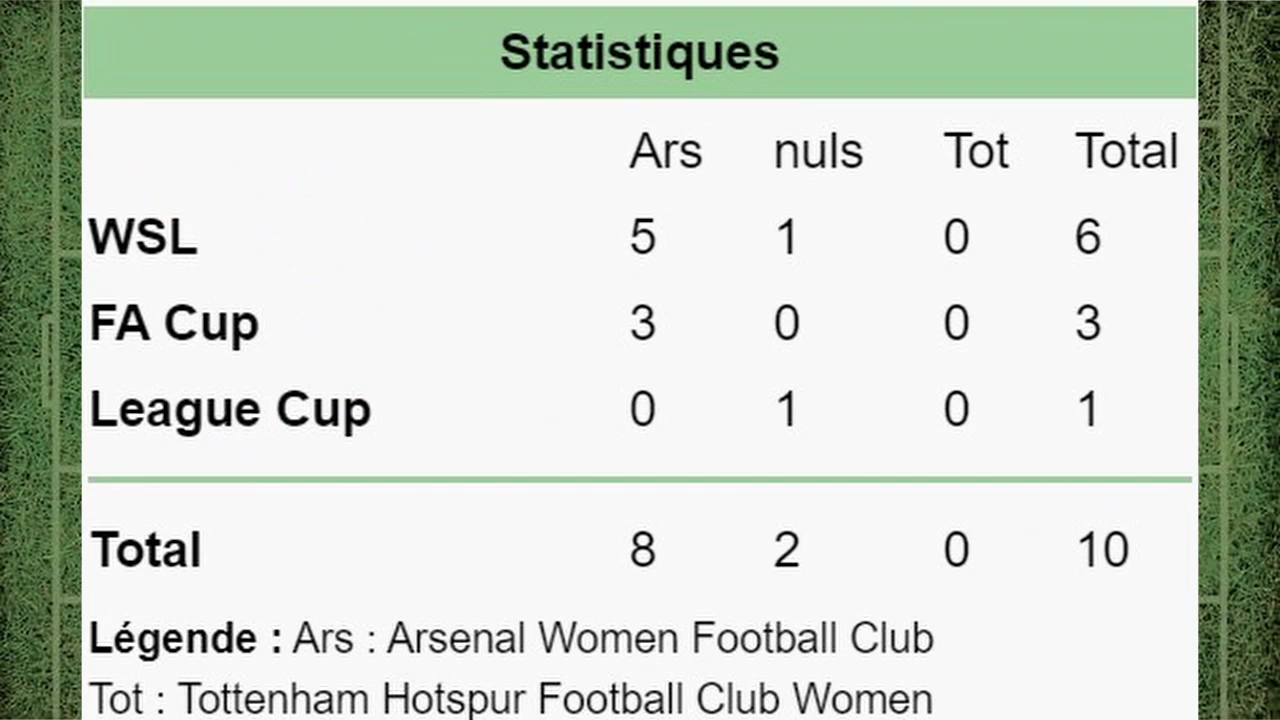 Statistiques
Ars nuls Tot Total
WSL 5 1 0 6
FA Cup 3 0 0 3
League Cup 0 1 0 1
Total 8 2 0 10
Légende : Ars : Arsenal Women Football Club
Tot : Tottenham Hotspur Football Club Women